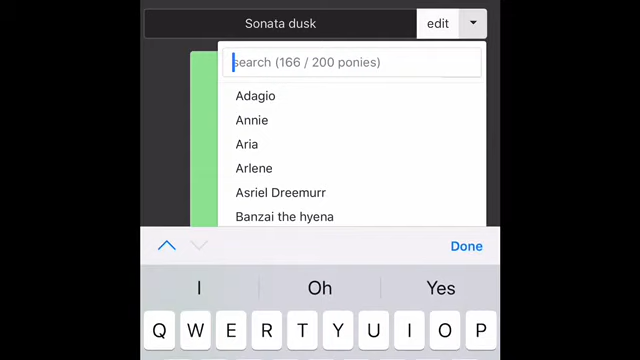 Sonata dusk edit
search (166 / 200 ponies)
Adagio
Annie
Aria
Arlene
Asriel Dreemurr
Banzai the hyena
Done
I Oh Yes
Q W E R T Y U I O P